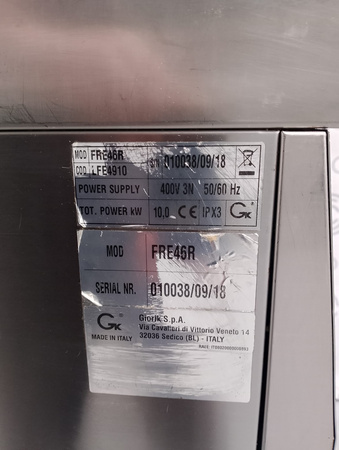 MOD FRE46R S/N 010038/09/18
COD. LFE4910
POWER SUPPLY 400V 3N 50/60 Hz
TOT. POWER kW 10,0 CE IPX3 GK
MOD FRE46R
SERIAL NR. 010038/09/18
GK
MADE IN ITALY
Giorik S.p.A.
Via Cavalieri di Vittorio Veneto 14
32036 Sedico (BL) - ITALY